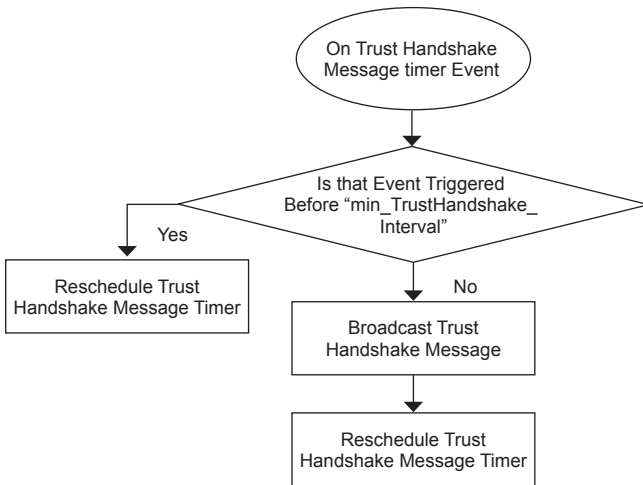 On Trust Handshake
Message timer Event
Is that Event Triggered
Before “min_TrustHandshake_
Interval”
Yes
Reschedule Trust
Handshake Message Timer
No
Broadcast Trust
Handshake Message
Reschedule Trust
Handshake Message Timer